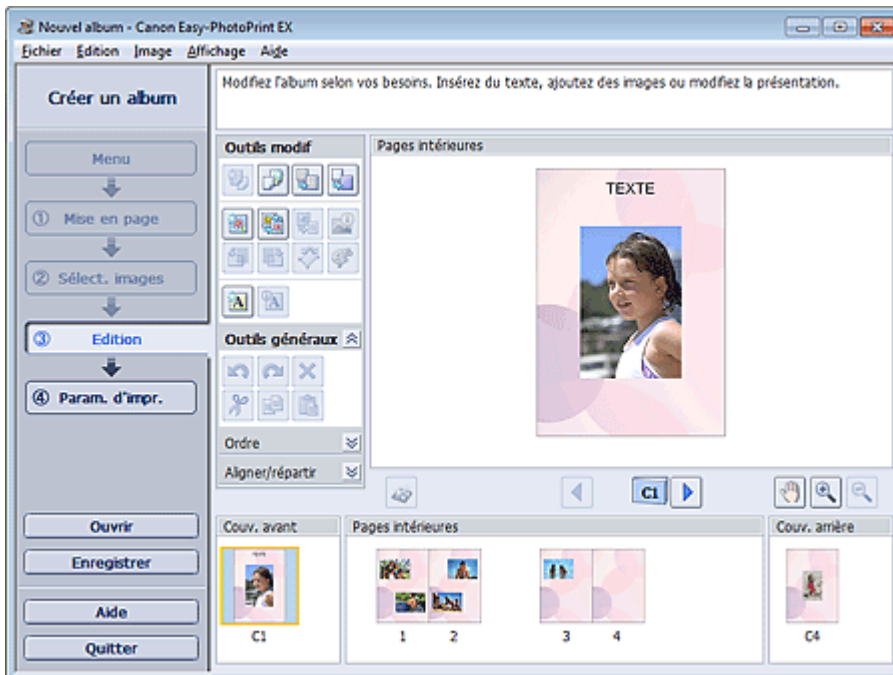 Nouvel album - Canon Easy-PhotoPrint EX
Fichier Edition Image Affichage Aide
Créer un album
Modifiez l'album selon vos besoins. Insérez du texte, ajoutez des images ou modifiez la présentation.
Menu
① Mise en page
② Sélect. images
③ Edition
④ Param. d'impr.
Ouvrir
Enregistrer
Aide
Quitter
Outils modif
A A
Outils généraux
Ordre
Aligner/répartir
Pages intérieures
TEXTE
C1
Couv. avant
TEXTE
C1
Pages intérieures
1 2 3 4
Couv. arrière
C4